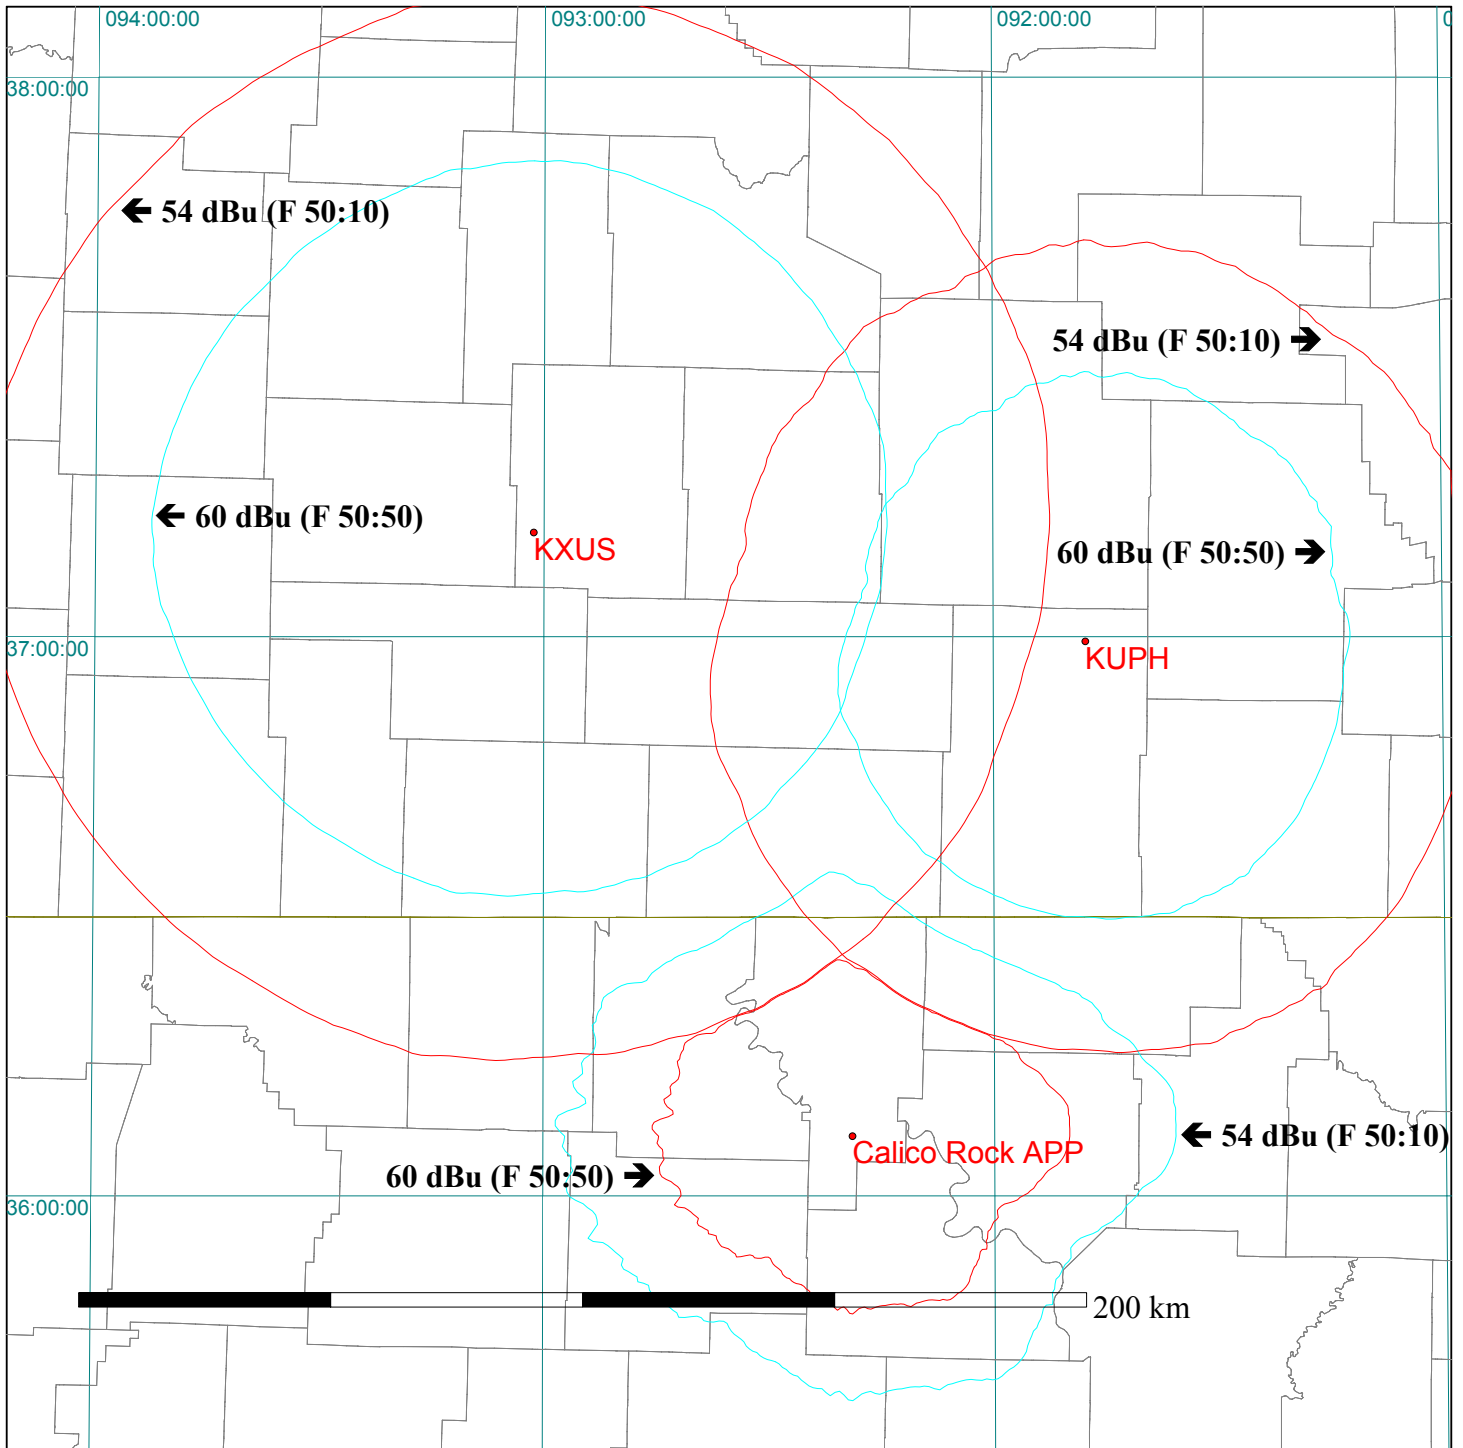 094:00:00
093:00:00
092:00:00
0
38:00:00
← 54 dBu (F 50:10)
54 dBu (F 50:10) →
← 60 dBu (F 50:50)
KXUS
60 dBu (F 50:50) →
37:00:00
KUPH
← 54 dBu (F 50:10)
Calico Rock APP
60 dBu (F 50:50) →
36:00:00
200 km